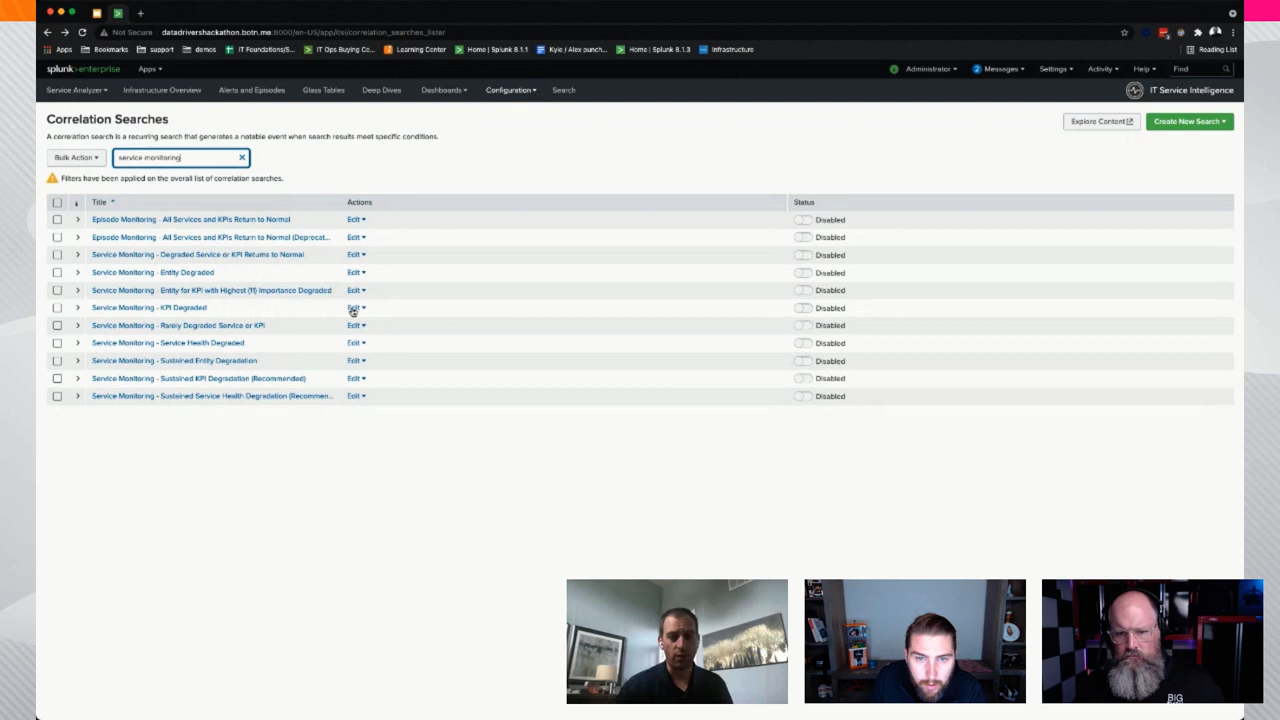 Not Secure datadrivershackathon.botn.me:8000/en-US/app/itsi/correlation_searches_lister
Apps Bookmarks support demos IT Foundations/S... IT Ops Buying Co... Learning Center Home | Splunk 8.1.1 Kyle / Alex punch... Home | Splunk 8.1.3 Infrastructure Reading List
splunk>enterprise Apps Administrator 2 Messages Settings Activity Help Find
Service Analyzer Infrastructure Overview Alerts and Episodes Glass Tables Deep Dives Dashboards Configuration Search IT Service Intelligence
Correlation Searches
A correlation search is a recurring search that generates a notable event when search results meet specific conditions.
Explore Content Create New Search
Bulk Action service monitoring
Filters have been applied on the overall list of correlation searches.
i Title Actions Status
Episode Monitoring - All Services and KPIs Return to Normal Edit Disabled
Episode Monitoring - All Services and KPIs Return to Normal (Deprecat... Edit Disabled
Service Monitoring - Degraded Service or KPI Returns to Normal Edit Disabled
Service Monitoring - Entity Degraded Edit Disabled
Service Monitoring - Entity for KPI with Highest (11) Importance Degraded Edit Disabled
Service Monitoring - KPI Degraded Edit Disabled
Service Monitoring - Rarely Degraded Service or KPI Edit Disabled
Service Monitoring - Service Health Degraded Edit Disabled
Service Monitoring - Sustained Entity Degradation Edit Disabled
Service Monitoring - Sustained KPI Degradation (Recommended) Edit Disabled
Service Monitoring - Sustained Service Health Degradation (Recommen... Edit Disabled
BIG